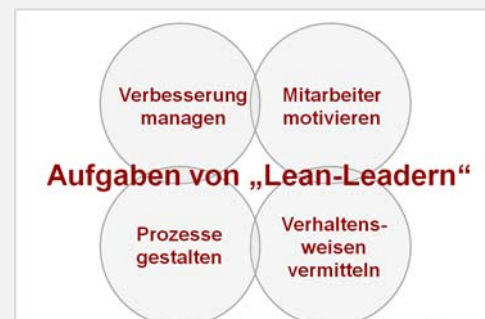 Verbesserung
managen
Mitarbeiter
motivieren
Aufgaben von „Lean-Leadern“
Prozesse
gestalten
Verhaltens-
weisen
vermitteln